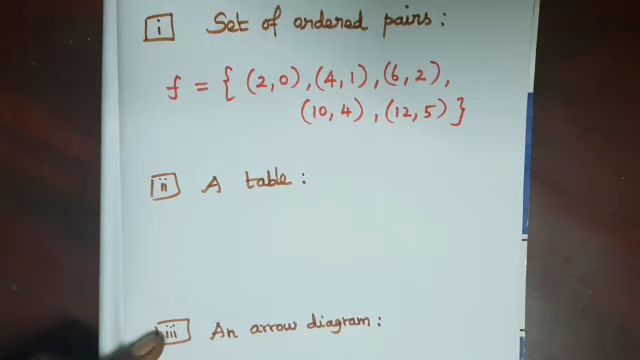 i Set of ordered pairs:
f = { (2,0), (4,1), (6,2),
(10,4), (12,5) }
ii A table:
iii An arrow diagram: